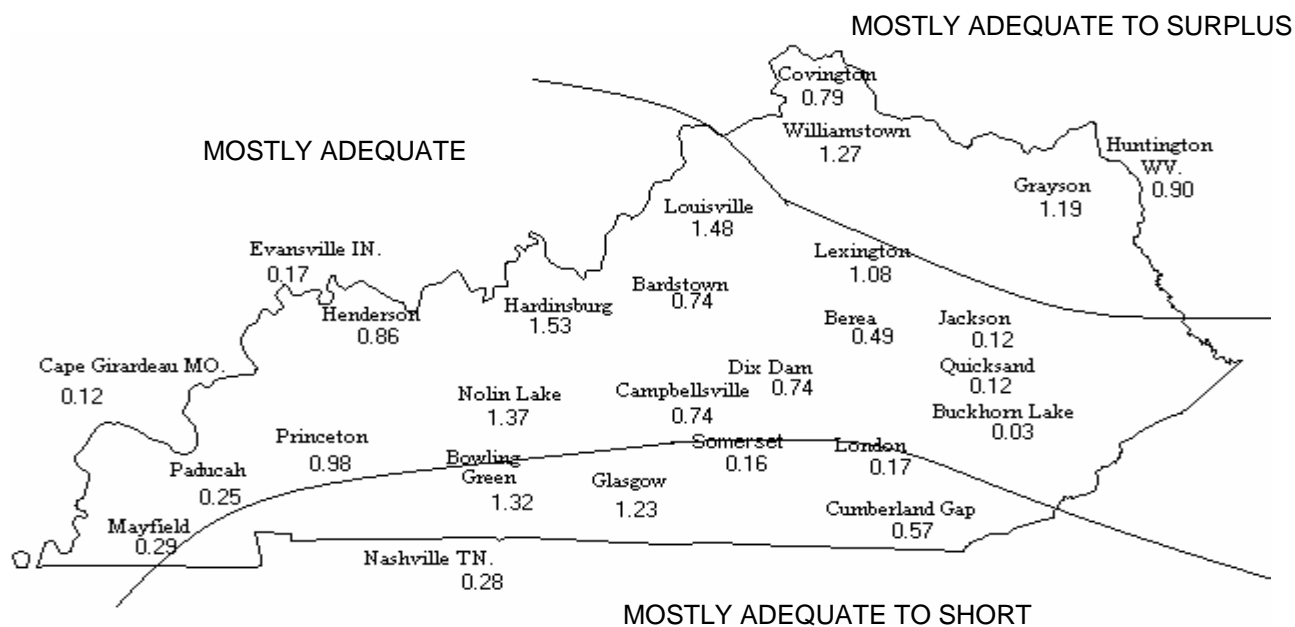 MOSTLY ADEQUATE TO SURPLUS
Covington
0.79
Williamstown
1.27
Huntington
WV.
0.90
MOSTLY ADEQUATE
Grayson
1.19
Louisville
1.48
Evansville IN.
0.17
Lexington
1.08
Bardstown
0.74
Hardinsburg
1.53
Henderson
0.86
Berea
0.49
Jackson
0.12
Cape Girardeau MO.
0.12
Dix Dam
0.74
Quicksand
0.12
Nolin Lake
1.37
Campbellsville
0.74
Buckhorn Lake
0.03
Princeton
0.98
Somerset
0.16
London
0.17
Bowling
Green
1.32
Paducah
0.25
Glasgow
1.23
Cumberland Gap
0.57
Mayfield
0.29
Nashville TN.
0.28
MOSTLY ADEQUATE TO SHORT